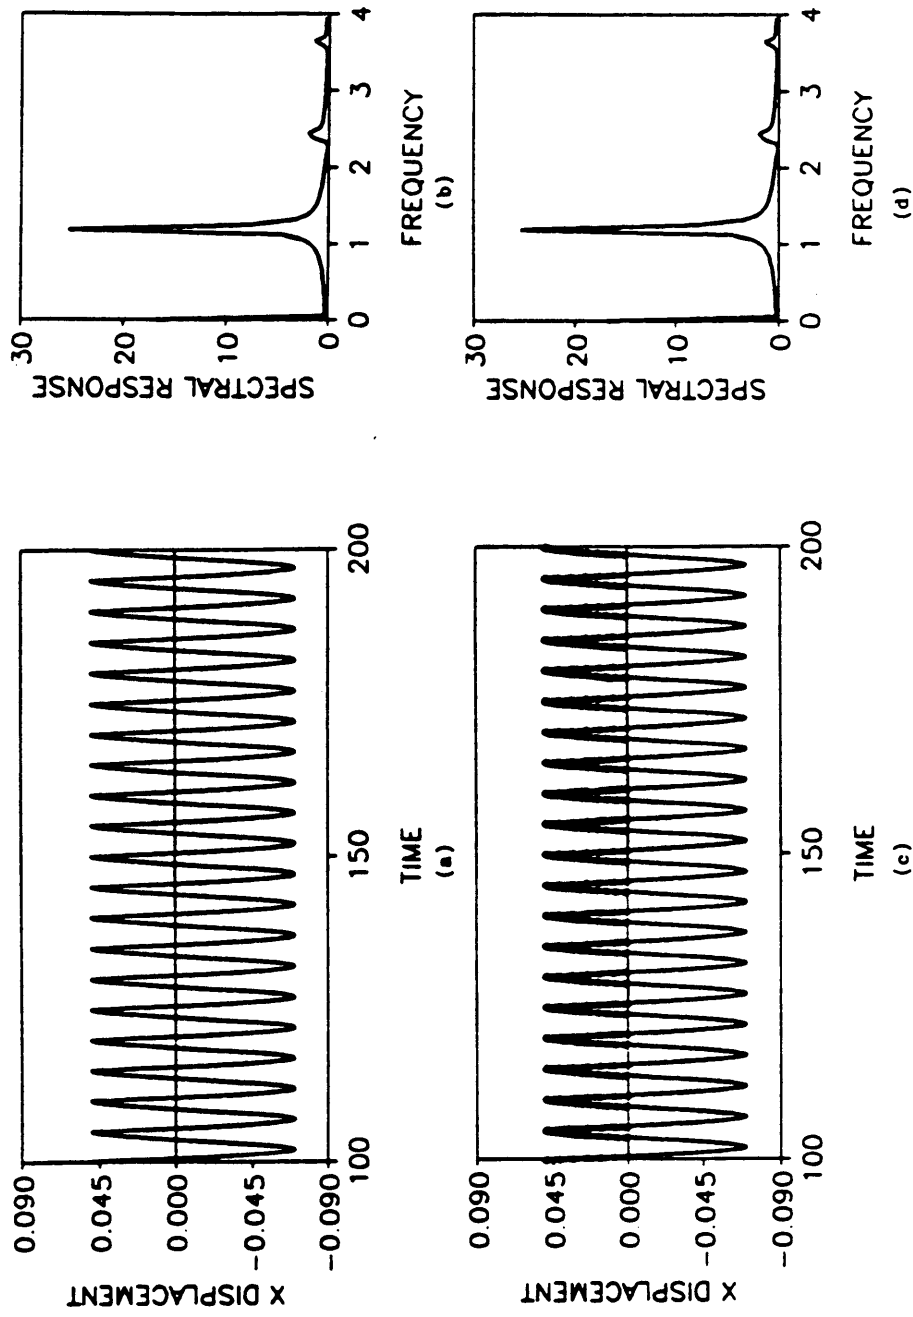 X DISPLACEMENT
0.090
0.045
0.000
-0.045
-0.090
100
150
200
TIME
(a)
SPECTRAL RESPONSE
30
20
10
0
0
1
2
3
4
FREQUENCY
(b)
X DISPLACEMENT
0.090
0.045
0.000
-0.045
-0.090
100
150
200
TIME
(c)
SPECTRAL RESPONSE
30
20
10
0
0
1
2
3
4
FREQUENCY
(d)